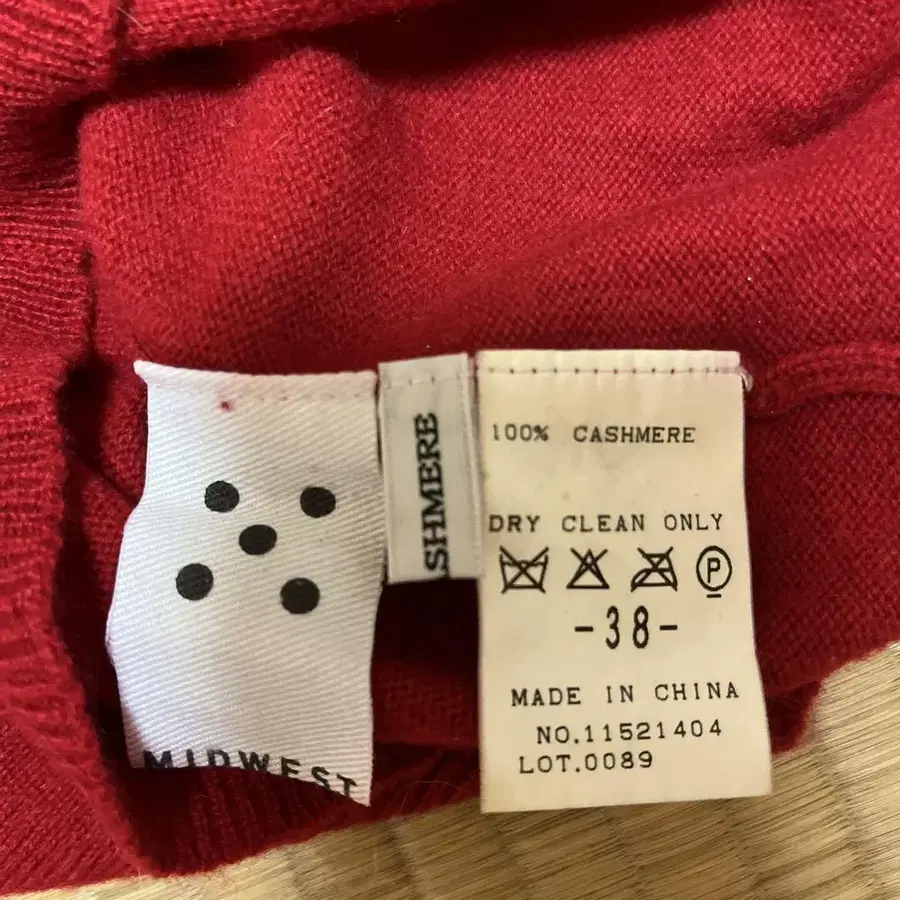 MIDWEST
SHMERE
100% CASHMERE
DRY CLEAN ONLY
P
-38-
MADE IN CHINA
NO.11521404
LOT.0089